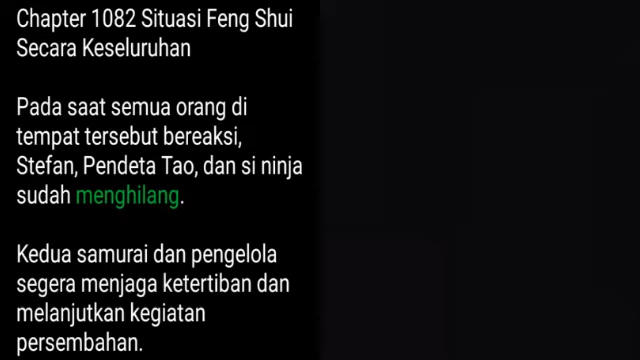 Chapter 1082 Situasi Feng Shui
Secara Keseluruhan
Pada saat semua orang di
tempat tersebut bereaksi,
Stefan, Pendeta Tao, dan si ninja
sudah menghilang.
Kedua samurai dan pengelola
segera menjaga ketertiban dan
melanjutkan kegiatan
persembahan.